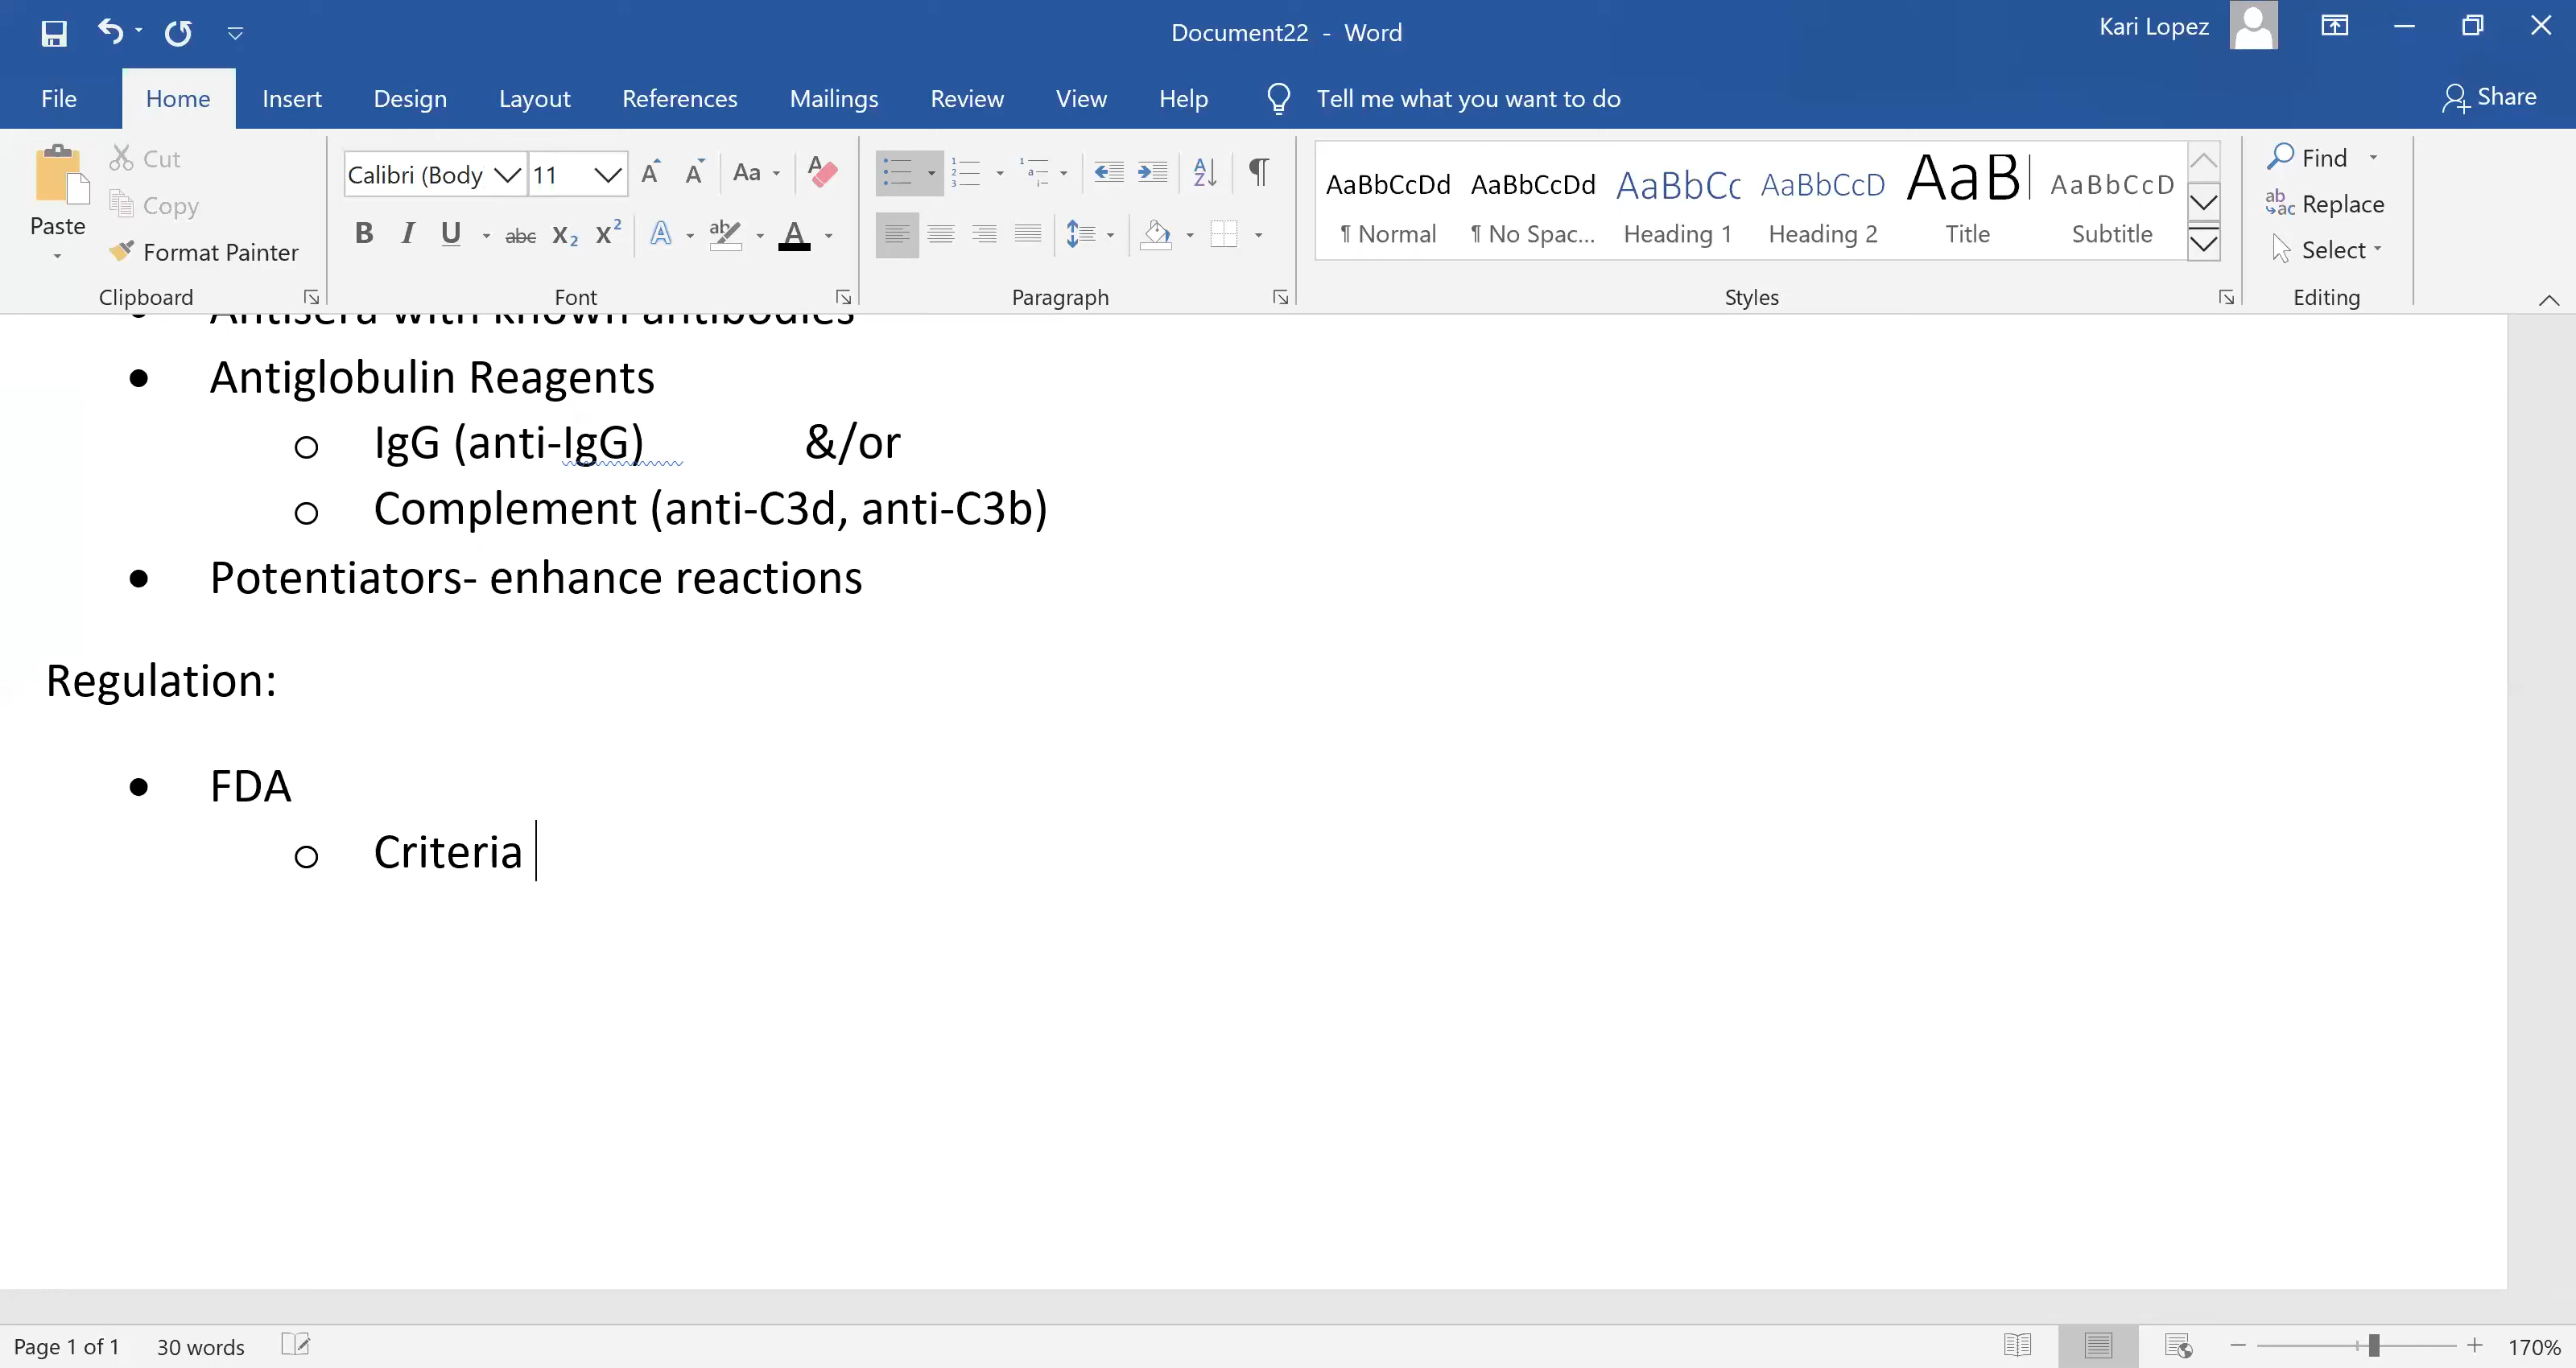 Document22 - Word
Kari Lopez
File Home Insert Design Layout References Mailings Review View Help Tell me what you want to do Share
Paste
Cut
Copy
Format Painter
Clipboard
Calibri (Body 11
Font
Paragraph
AaBbCcDd AaBbCcDd AaBbCc AaBbCcD AaB AaBbCcD
¶ Normal ¶ No Spac... Heading 1 Heading 2 Title Subtitle
Styles
Find
Replace
Select
Editing
• Antisera with known antibodies
• Antiglobulin Reagents
o IgG (anti-IgG) &/or
o Complement (anti-C3d, anti-C3b)
• Potentiators- enhance reactions
Regulation:
• FDA
o Criteria
Page 1 of 1 30 words 170%